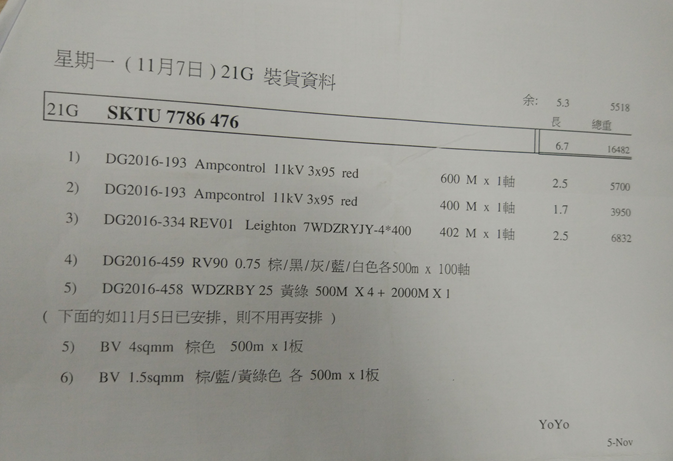 星期一 ( 11月7日 ) 21G 裝貨資料
余: 5.3 5518
21G SKTU 7786 476 長 總重
6.7 16482
1) DG2016-193 Ampcontrol 11kV 3x95 red 600 M x 1軸 2.5 5700
2) DG2016-193 Ampcontrol 11kV 3x95 red 400 M x 1軸 1.7 3950
3) DG2016-334 REV01 Leighton 7WDZRYJY-4*400 402 M x 1軸 2.5 6832
4) DG2016-459 RV90 0.75 棕/黑/灰/藍/白色各500m x 100軸
5) DG2016-458 WDZRBY 25 黃綠 500M X 4 + 2000M X 1
( 下面的如11月5日已安排, 則不用再安排 )
5) BV 4sqmm 棕色 500m x 1板
6) BV 1.5sqmm 棕/藍/黃綠色 各 500m x 1板
YoYo
5-Nov